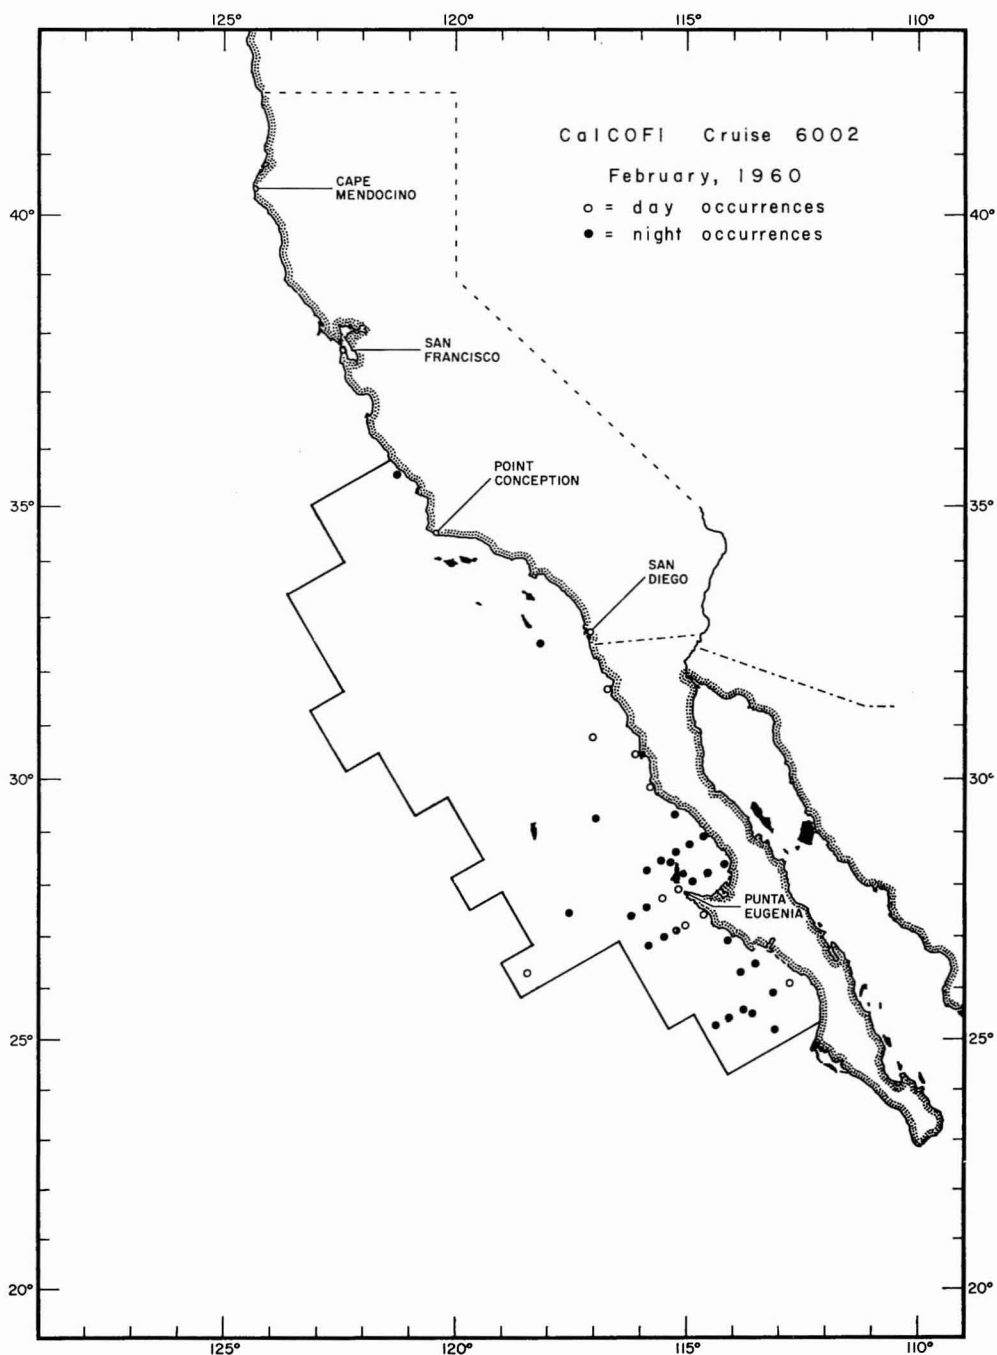 125° 120° 115° 110°
CalCOFI Cruise 6002
February, 1960
o = day occurrences
● = night occurrences
CAPE
MENDOCINO
40° 40°
SAN
FRANCISCO
POINT
CONCEPTION
35° 35°
SAN
DIEGO
30° 30°
PUNTA
EUGENIA
25° 25°
20° 20°
125° 120° 115° 110°